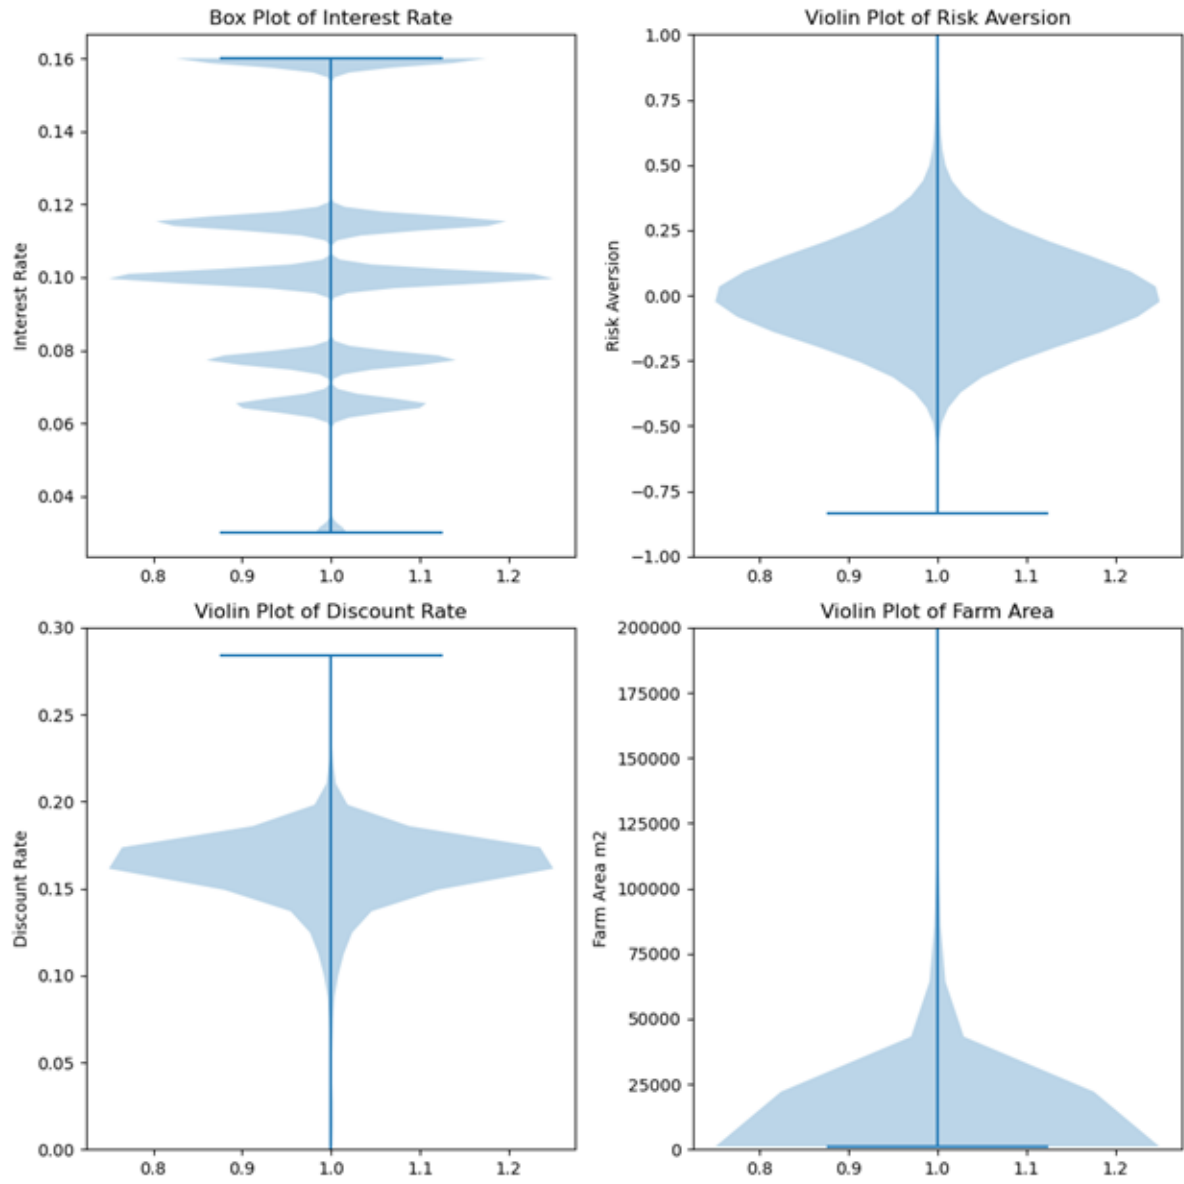 Box Plot of Interest Rate
Interest Rate
0.16
0.14
0.12
0.10
0.08
0.06
0.04
0.8 0.9 1.0 1.1 1.2
Violin Plot of Risk Aversion
Risk Aversion
1.00
0.75
0.50
0.25
0.00
−0.25
−0.50
−0.75
−1.00
0.8 0.9 1.0 1.1 1.2
Violin Plot of Discount Rate
Discount Rate
0.30
0.25
0.20
0.15
0.10
0.05
0.00
0.8 0.9 1.0 1.1 1.2
Violin Plot of Farm Area
Farm Area m2
200000
175000
150000
125000
100000
75000
50000
25000
0
0.8 0.9 1.0 1.1 1.2